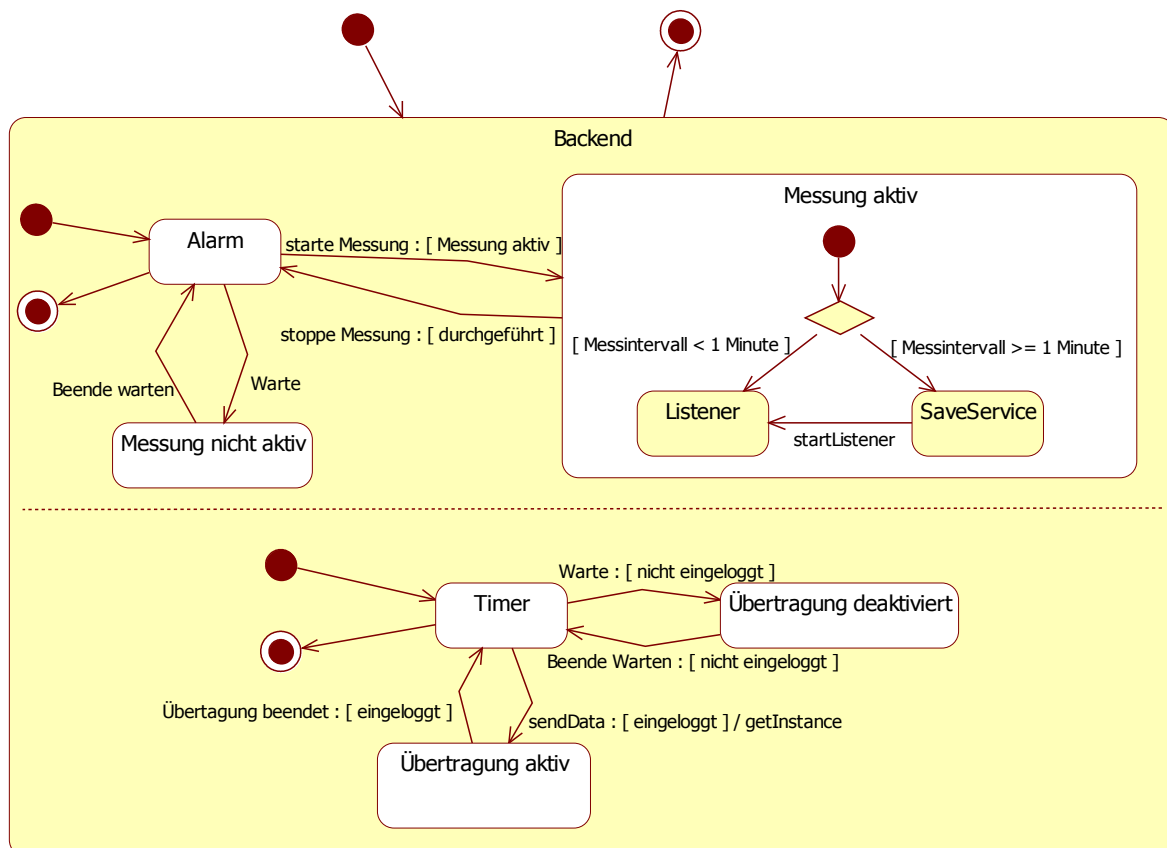 Backend
Messung aktiv
Alarm
starte Messung : [ Messung aktiv ]
stoppe Messung : [ durchgeführt ]
[ Messintervall < 1 Minute ]
[ Messintervall >= 1 Minute ]
Beende warten
Warte
Listener
SaveService
startListener
Messung nicht aktiv
Warte : [ nicht eingeloggt ]
Timer
Übertragung deaktiviert
Beende Warten : [ nicht eingeloggt ]
Übertagung beendet : [ eingeloggt ]
sendData : [ eingeloggt ] / getInstance
Übertragung aktiv